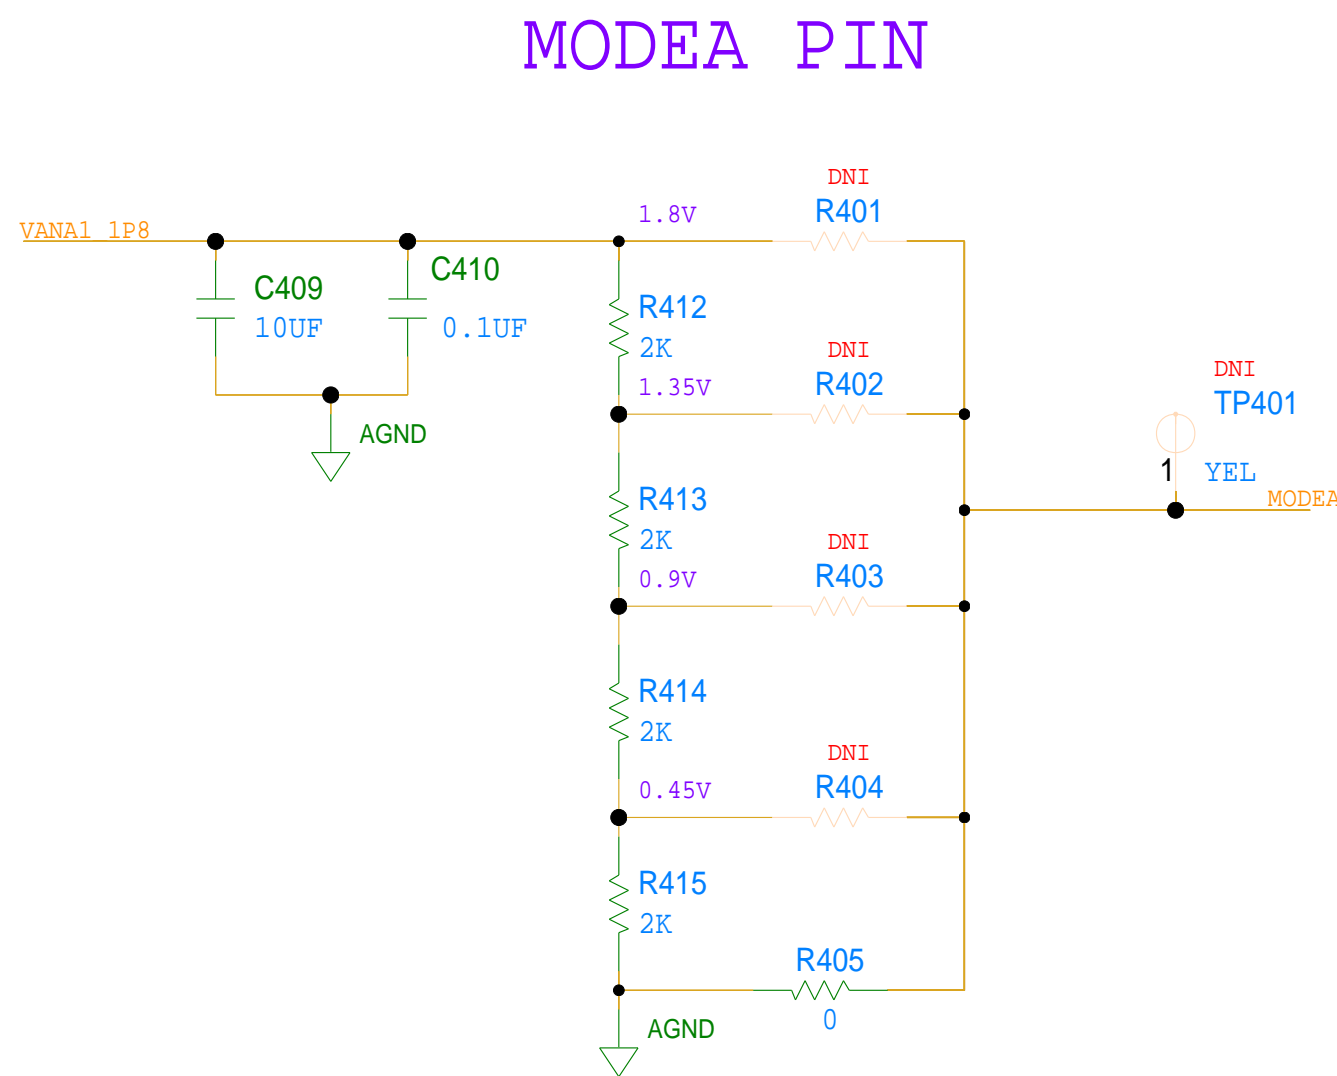 MODEA PIN
DNI
R401
1.8V
VANA1_1P8
C409
10UF
C410
0.1UF
R412
2K
DNI
R402
1.35V
AGND
DNI
TP401
1
YEL
MODEA
R413
2K
DNI
R403
0.9V
R414
2K
DNI
R404
0.45V
R415
2K
R405
0
AGND